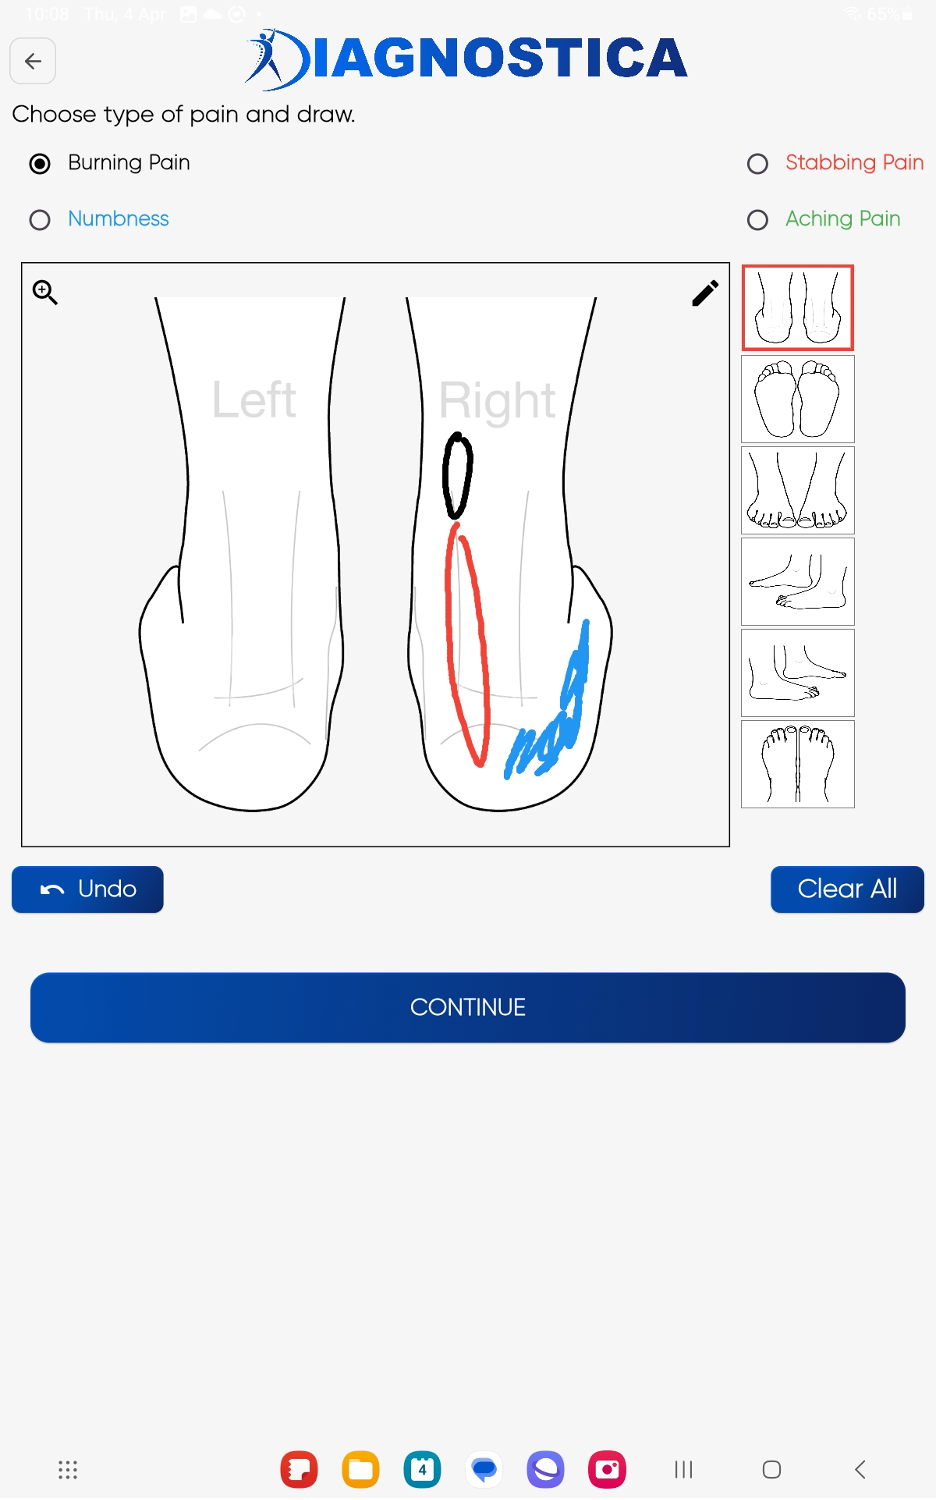 10:08 Thu, 4 Apr 65%
DIAGNOSTICA
Choose type of pain and draw.
Burning Pain Stabbing Pain
Numbness Aching Pain
Left Right
Undo Clear All
CONTINUE
4